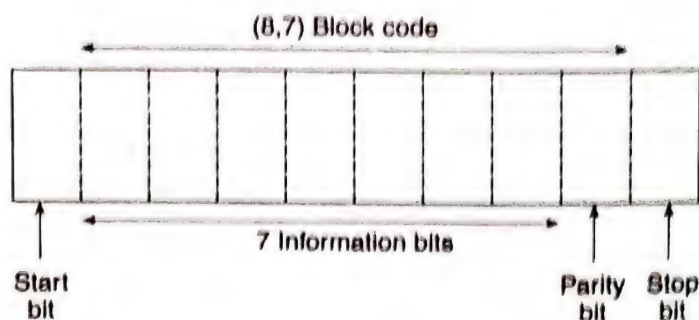 (8,7) Block code
7 Information bits
Start
bit
Parity
bit
Stop
bit